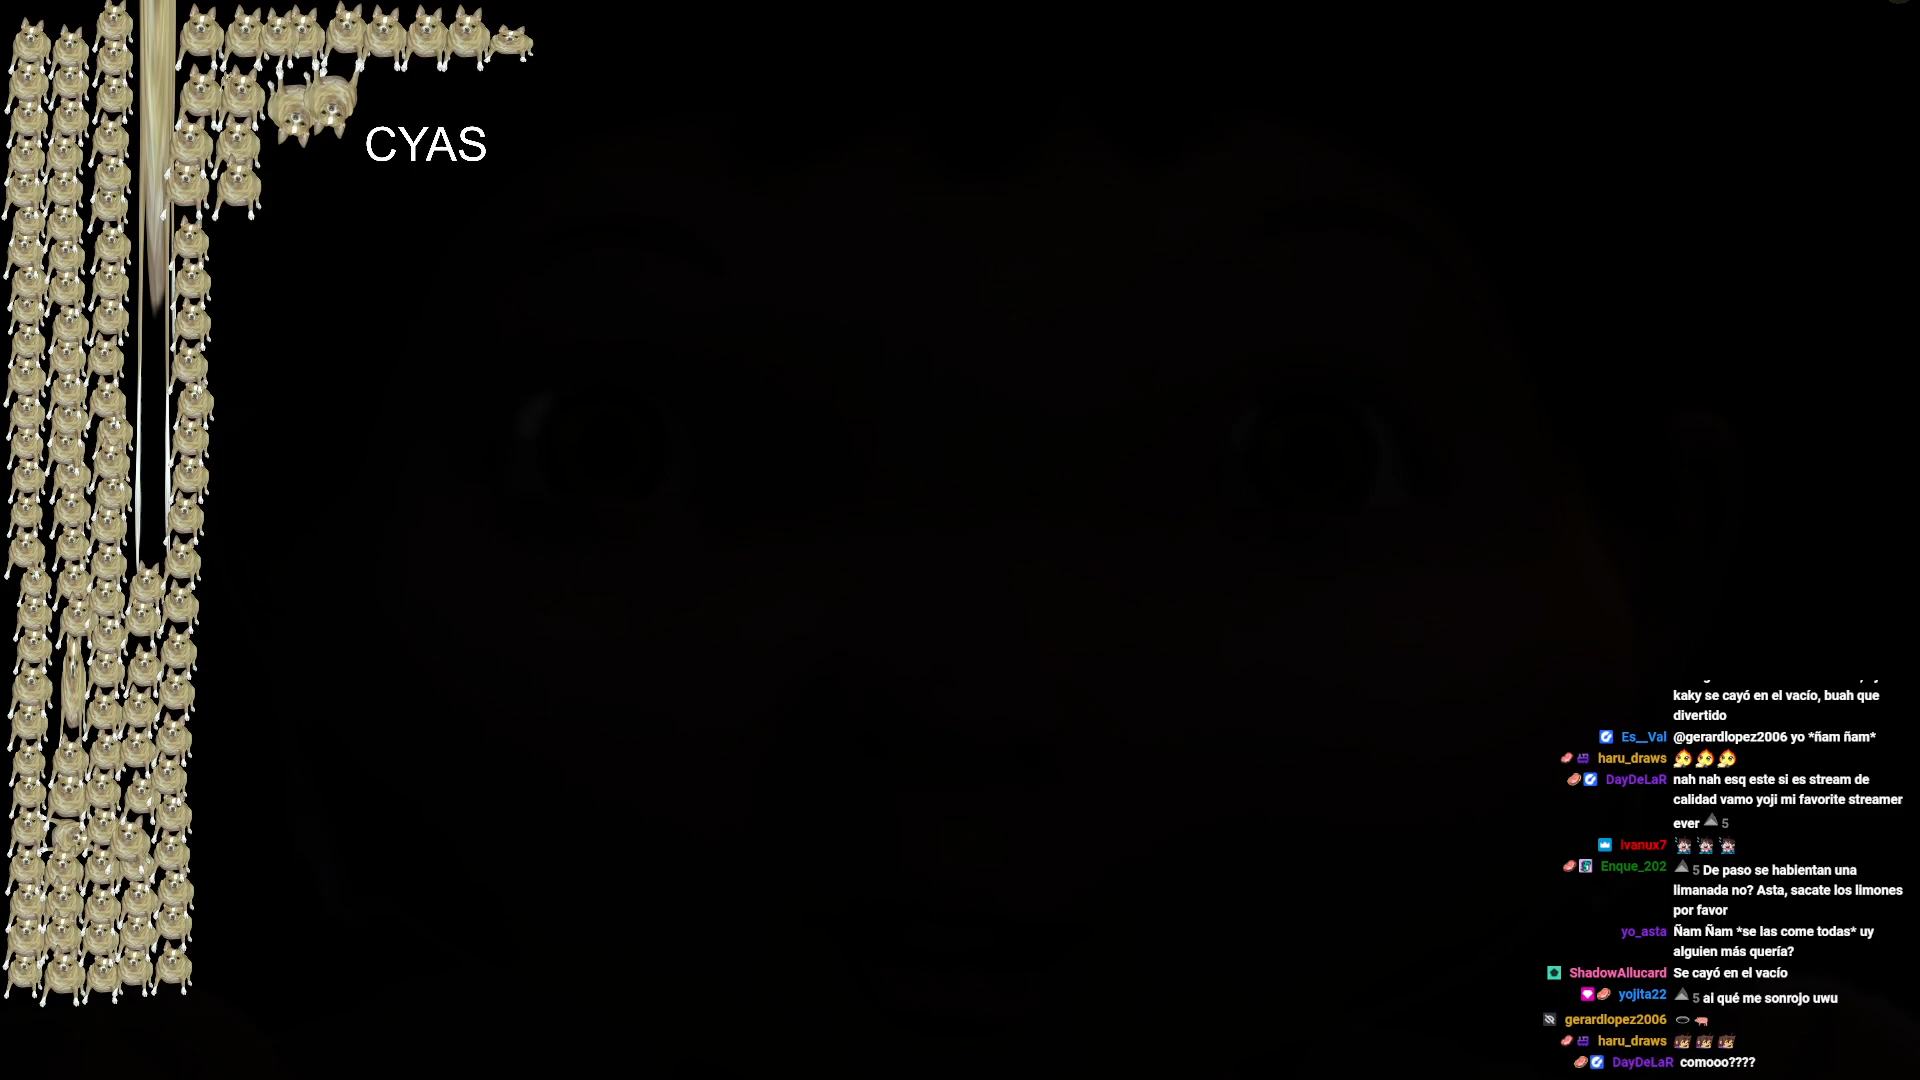 CYAS
kaky se cayó en el vacío, buah que
divertido
Es__Val @gerardlopez2006 yo *ñam ñam*
haru_draws
DayDeLaR nah nah esq este si es stream de
calidad vamo yoji mi favorite streamer
ever 5
Ivanux7
Enque_202 5 De paso se hablentan una
limanada no? Asta, sacate los limones
por favor
yo_asta Ñam Ñam *se las come todas* uy
alguien más quería?
ShadowAllucard Se cayó en el vacío
yojita22 5 ai qué me sonrojo uwu
gerardlopez2006
haru_draws
DayDeLaR comooo????